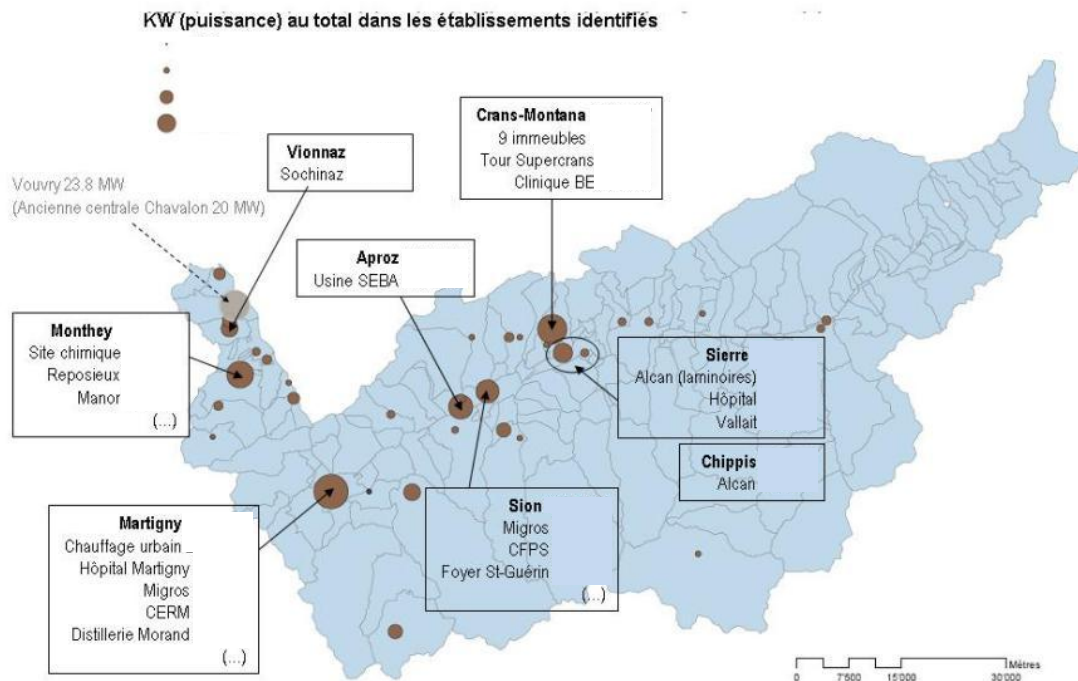 KW (puissance) au total dans les établissements identifiés
Crans-Montana
9 immeubles
Tour Supercrans
Clinique BE
Vionnaz
Sochinaz
Vouvry 23.8 MW
(Ancienne centrale Chavalon 20 MW)
Aproz
Usine SEBA
Monthey
Site chimique
Reposieux
Manor
(...)
Sierre
Alcan (laminoires)
Hôpital
Vallait
Chippis
Alcan
Martigny
Chauffage urbain
Hôpital Martigny
Migros
CERM
Distillerie Morand
(...)
Sion
Migros
CFPS
Foyer St-Guérin
(...)
Mètres
0 7'500 15'000 30'000